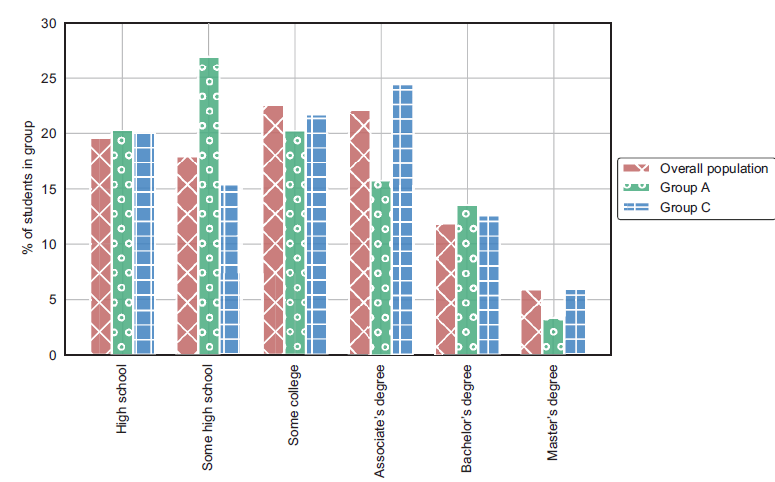 30
25
20
15
10
5
0
% of students in group
High school
Some high school
Some college
Associate's degree
Bachelor's degree
Master's degree
Overall population
Group A
Group C